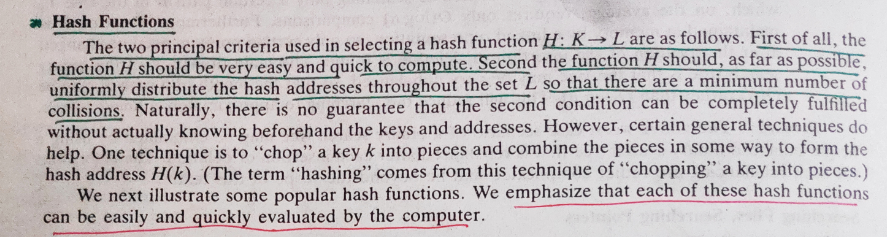 Hash Functions
The two principal criteria used in selecting a hash function H: K→ L are as follows. First of all, the
function H should be very easy and quick to compute. Second the function H should, as far as possible,
uniformly distribute the hash addresses throughout the set L so that there are a minimum number of
collisions. Naturally, there is no guarantee that the second condition can be completely fulfilled
without actually knowing beforehand the keys and addresses. However, certain general techniques do
help. One technique is to “chop” a key k into pieces and combine the pieces in some way to form the
hash address H(k). (The term “hashing” comes from this technique of “chopping” a key into pieces.)
We next illustrate some popular hash functions. We emphasize that each of these hash functions
can be easily and quickly evaluated by the computer.